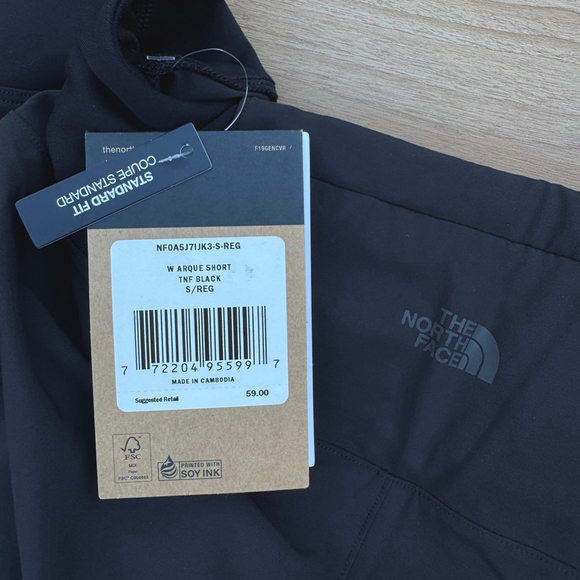 thenorth
F19GENCVR
STANDARD FIT
COUPE STANDARD
NF0A5J7IJK3-S-REG
W ARQUE SHORT
TNF BLACK
S/REG
7 72204 95599 7
MADE IN CAMBODIA
Suggested Retail 59.00
FSC
MIX
Paper
PRINTED WITH
SOY INK
THE
NORTH
FACE